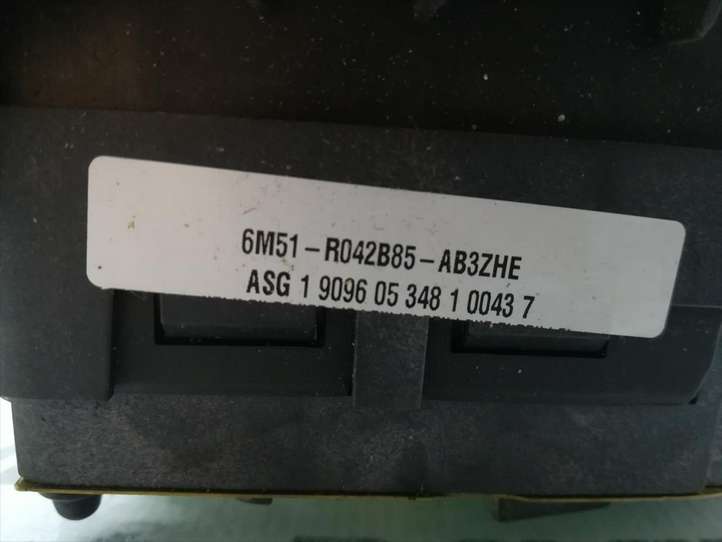 6M51-R042B85-AB3ZHE
ASG 1 9096 05 348 1 0043 7